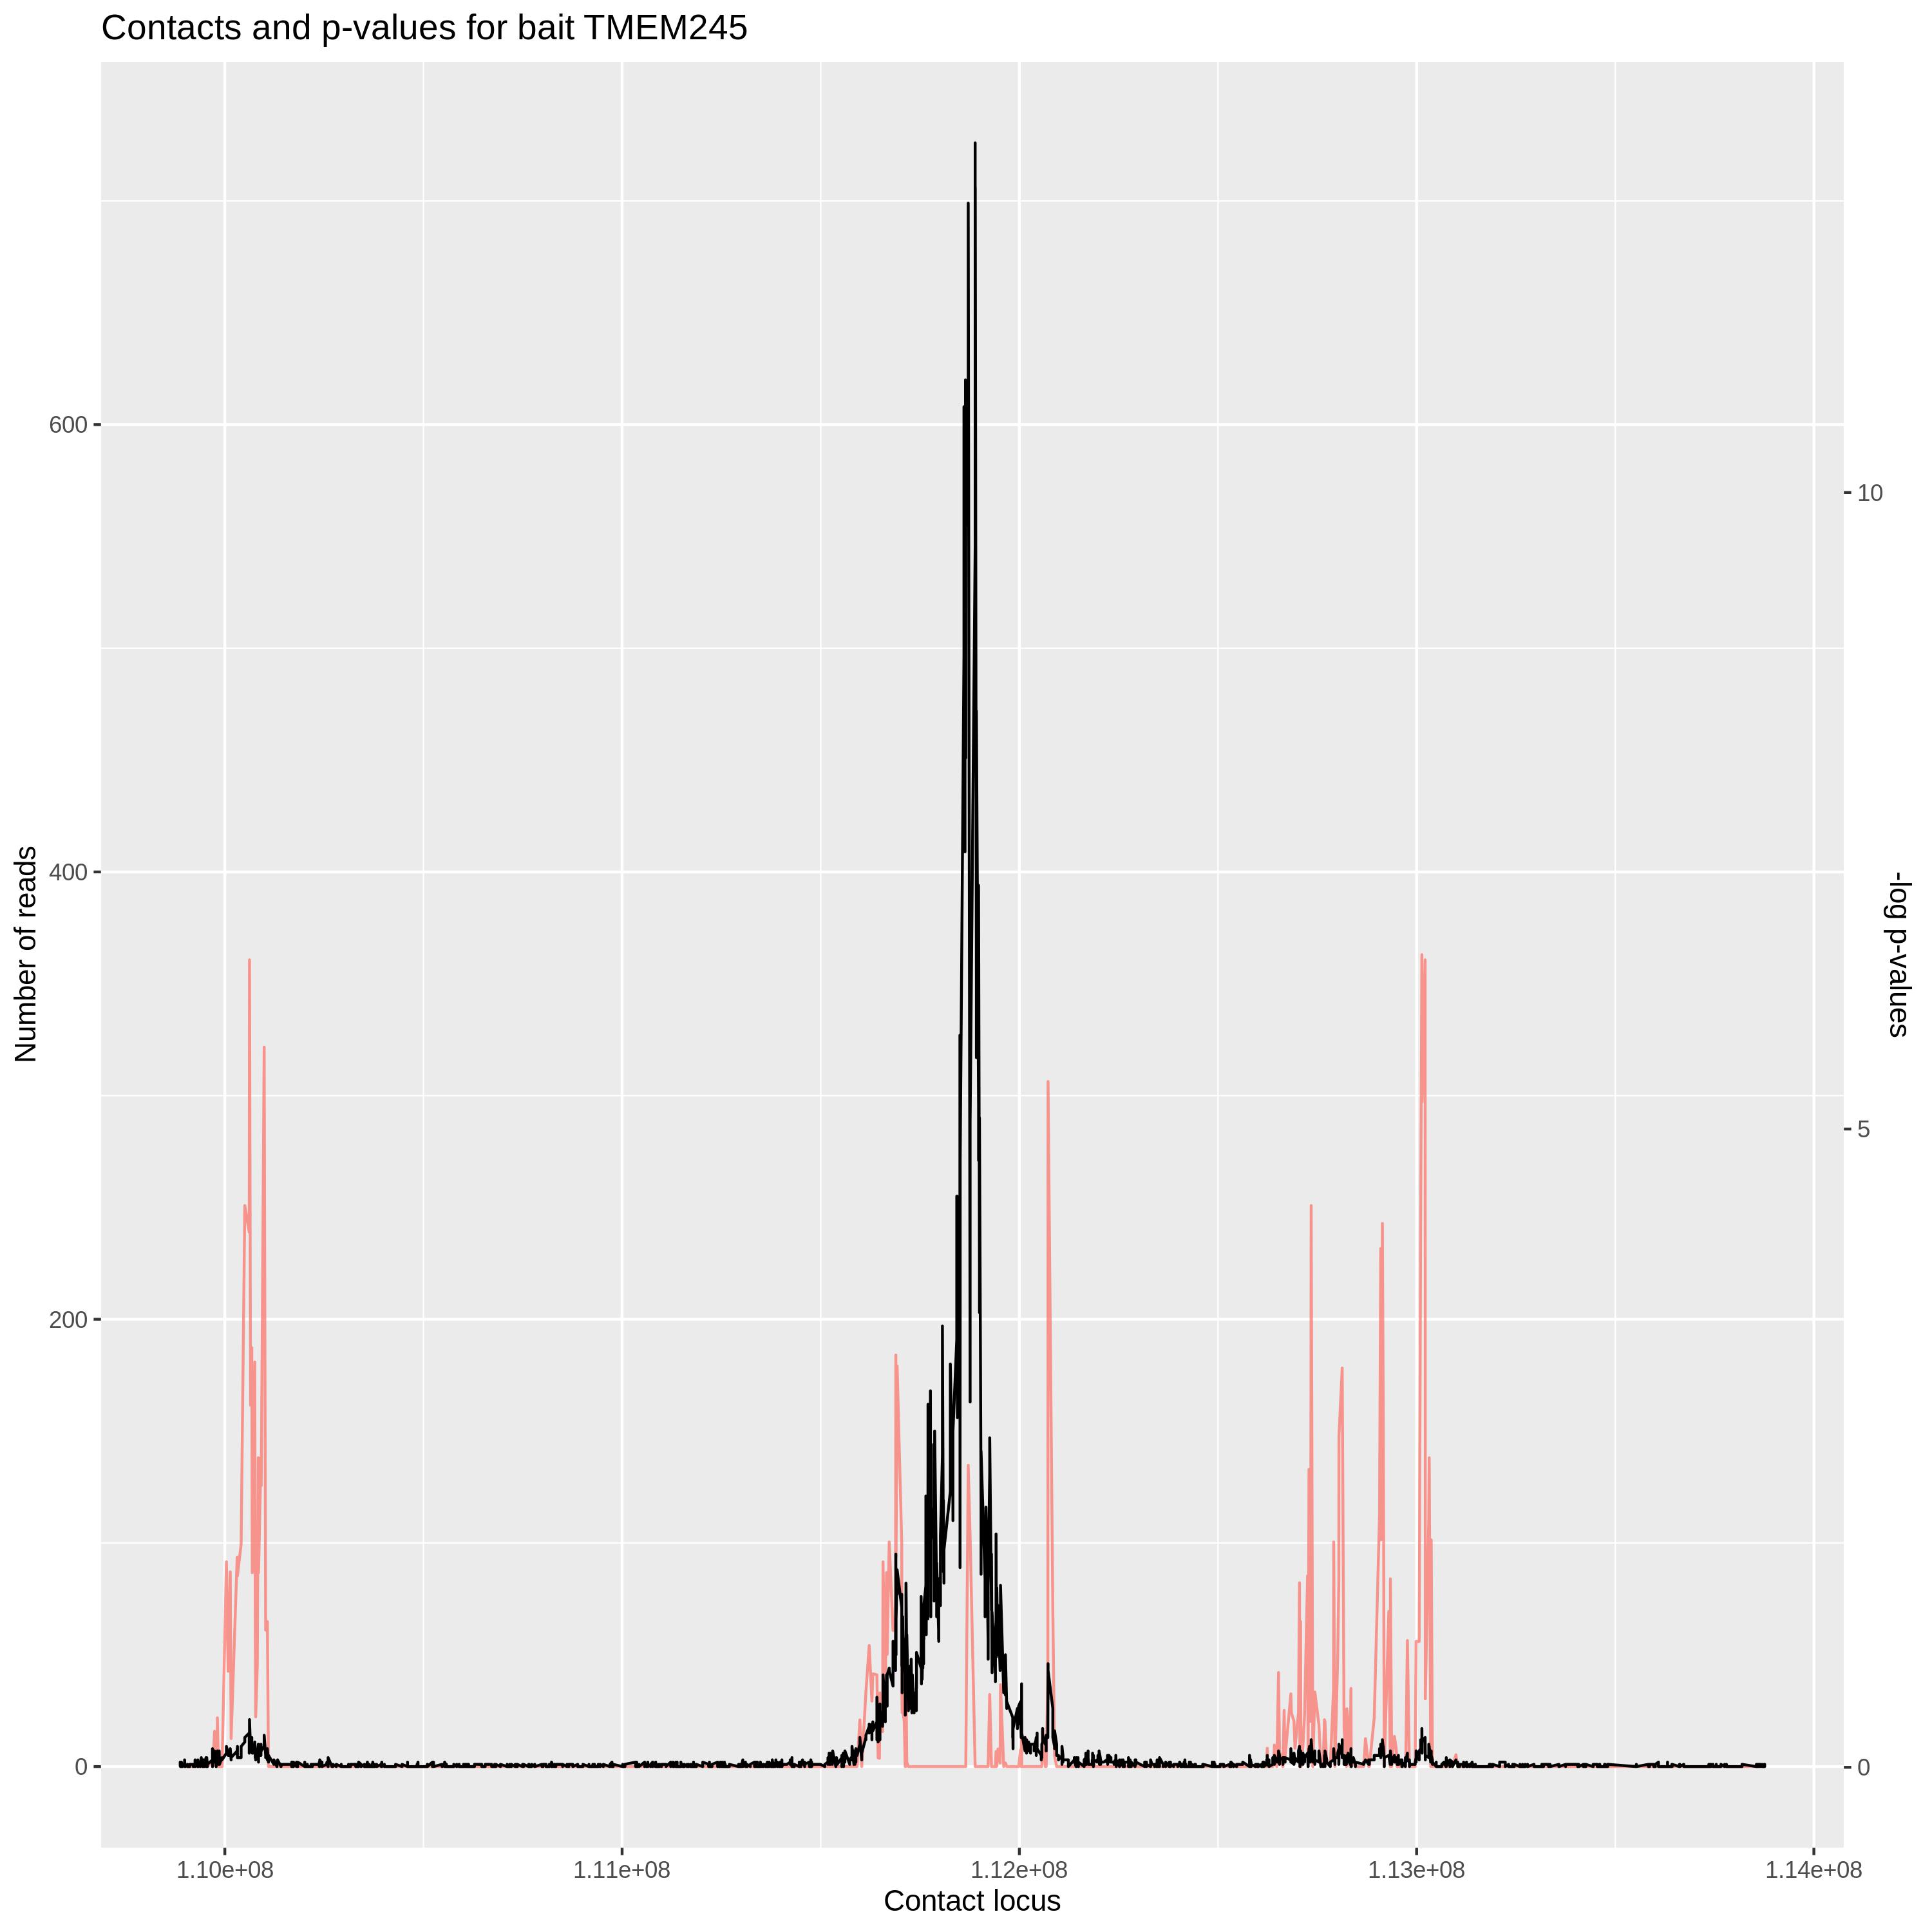 Contacts and p-values for bait TMEM245
Number of reads
600
400
200
0
10
5
0
-log p-values
1.10e+08
1.11e+08
1.12e+08
1.13e+08
1.14e+08
Contact locus